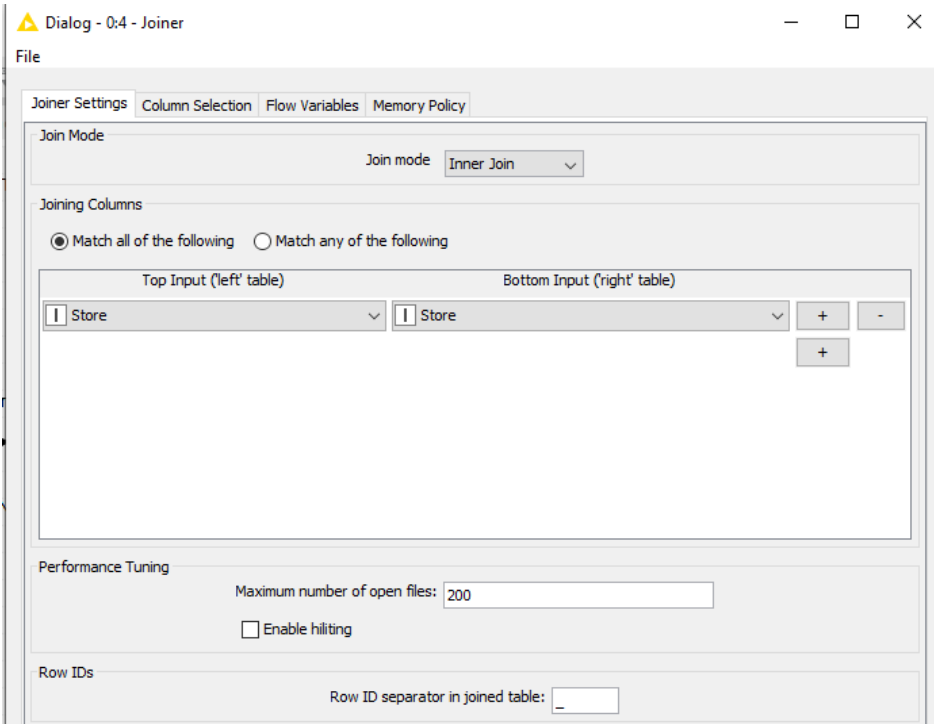 Dialog - 0:4 - Joiner
File
Joiner Settings Column Selection Flow Variables Memory Policy
Join Mode
Join mode Inner Join
Joining Columns
Match all of the following Match any of the following
Top Input ('left' table) Bottom Input ('right' table)
I Store I Store + -
+
Performance Tuning
Maximum number of open files: 200
Enable hiliting
Row IDs
Row ID separator in joined table: _